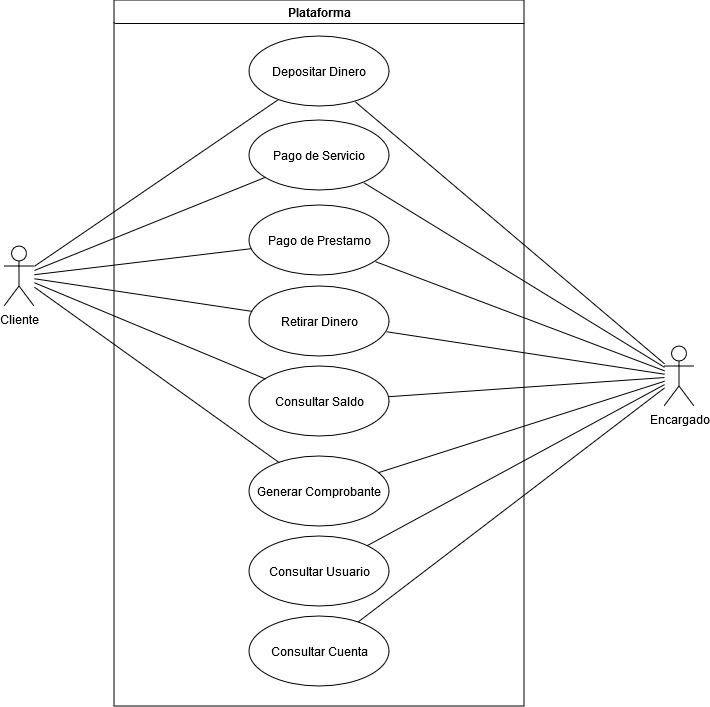 Plataforma
Depositar Dinero
Pago de Servicio
Pago de Prestamo
Cliente
Retirar Dinero
Consultar Saldo
Encargado
Generar Comprobante
Consultar Usuario
Consultar Cuenta